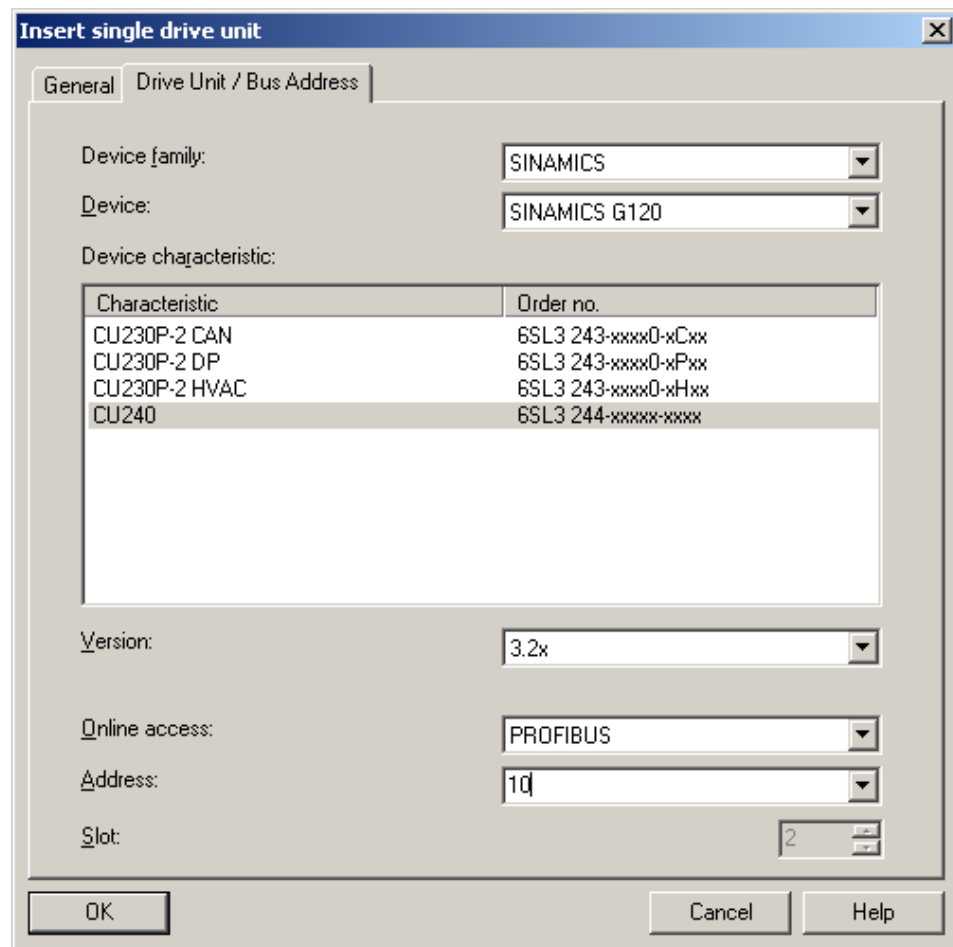 Insert single drive unit
General Drive Unit / Bus Address
Device family: SINAMICS
Device: SINAMICS G120
Device characteristic:
Characteristic Order no.
CU230P-2 CAN 6SL3 243-xxxx0-xCxx
CU230P-2 DP 6SL3 243-xxxx0-xPxx
CU230P-2 HVAC 6SL3 243-xxxx0-xHxx
CU240 6SL3 244-xxxxx-xxxx
Version: 3.2x
Online access: PROFIBUS
Address: 10
Slot: 2
OK Cancel Help